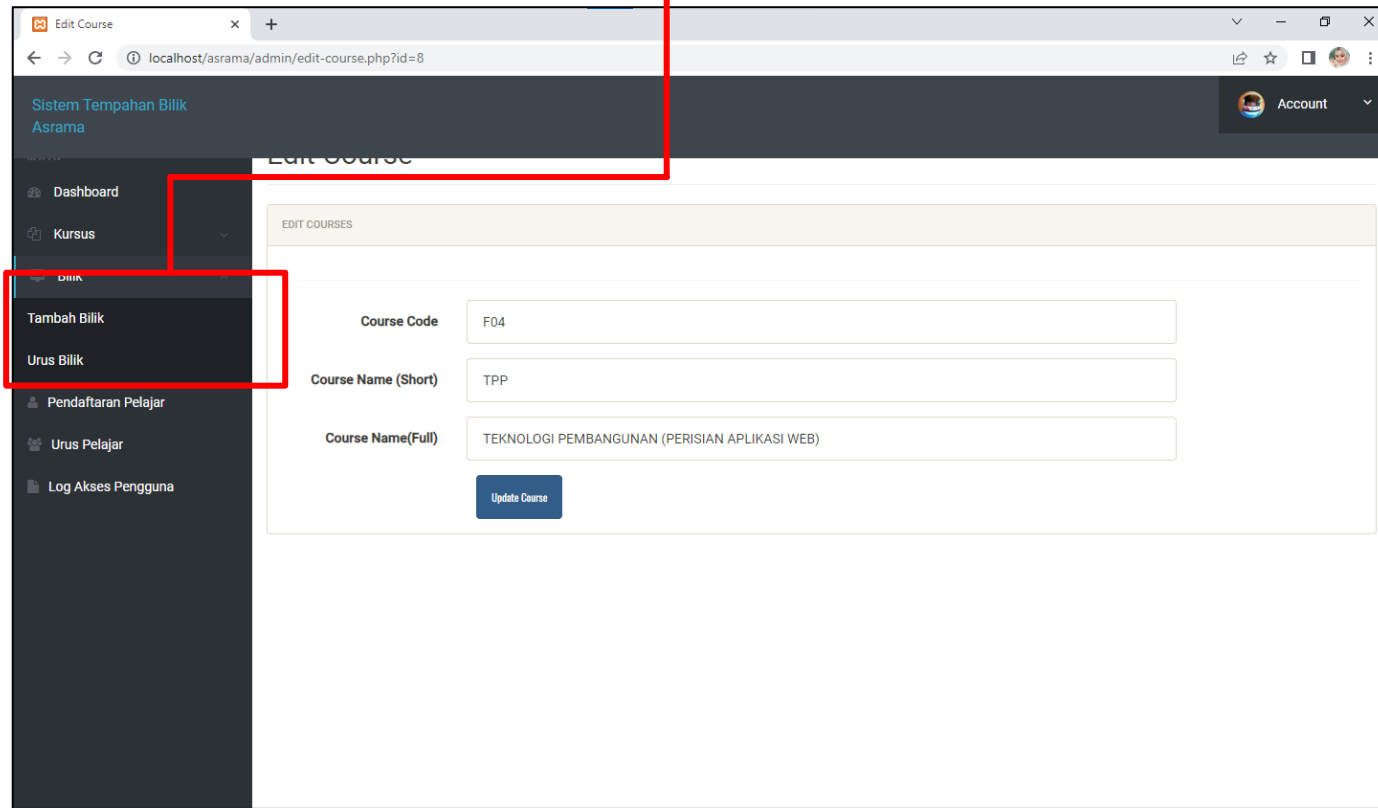 Edit Course
localhost/asrama/admin/edit-course.php?id=8
Sistem Tempahan Bilik
Asrama
Account
Edit Course
Dashboard
Kursus
Bilik
Tambah Bilik
Urus Bilik
Pendaftaran Pelajar
Urus Pelajar
Log Akses Pengguna
EDIT COURSES
Course Code
F04
Course Name (Short)
TPP
Course Name(Full)
TEKNOLOGI PEMBANGUNAN (PERISIAN APLIKASI WEB)
Update Course